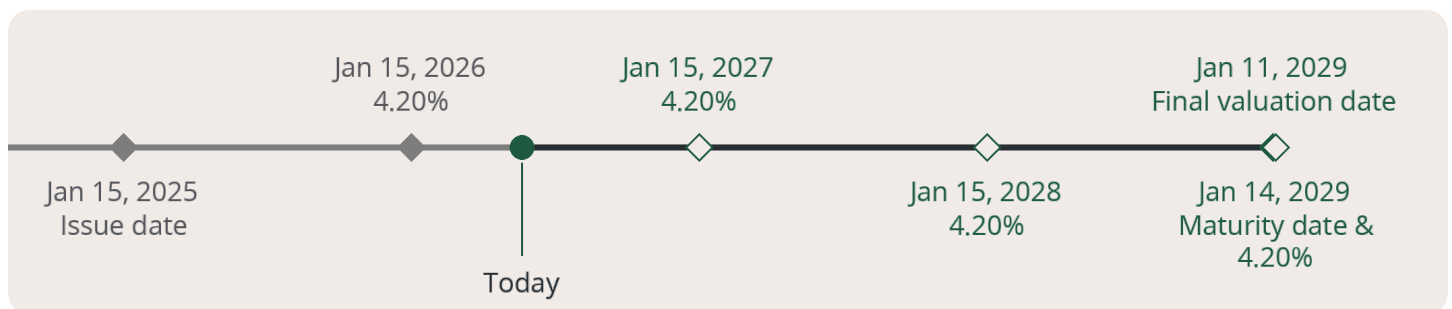 Jan 15, 2026
4.20%
Jan 15, 2027
4.20%
Jan 11, 2029
Final valuation date
Jan 15, 2025
Issue date
Jan 15, 2028
4.20%
Jan 14, 2029
Maturity date &
4.20%
Today